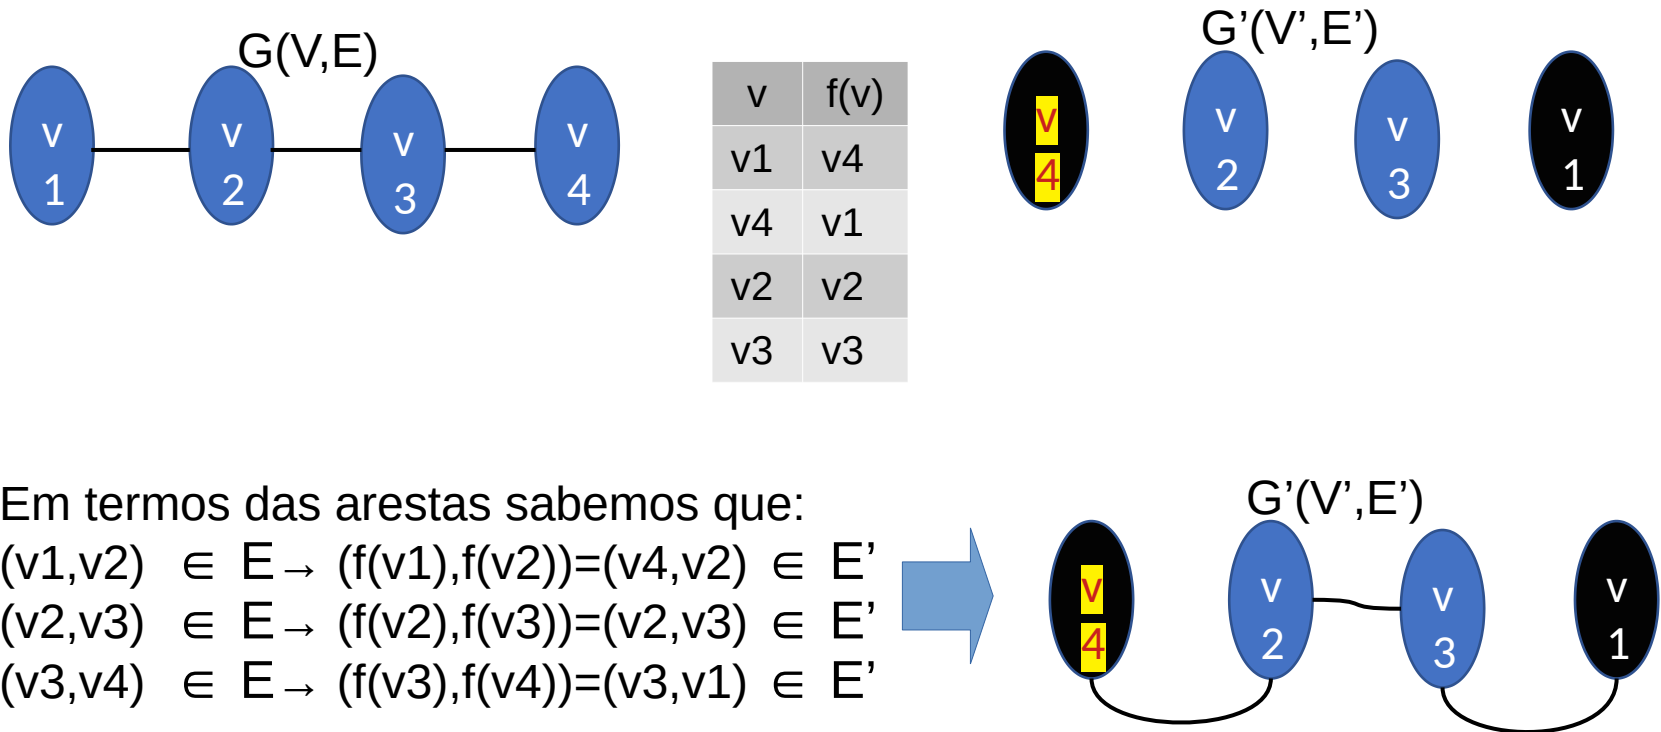 G(V,E)
v
1
v
2
v
3
v
4
v f(v)
v1 v4
v4 v1
v2 v2
v3 v3
G’(V’,E’)
v
4
v
2
v
3
v
1
Em termos das arestas sabemos que:
(v1,v2) ∈ E→ (f(v1),f(v2))=(v4,v2) ∈ E’
(v2,v3) ∈ E→ (f(v2),f(v3))=(v2,v3) ∈ E’
(v3,v4) ∈ E→ (f(v3),f(v4))=(v3,v1) ∈ E’
G’(V’,E’)
v
4
v
2
v
3
v
1